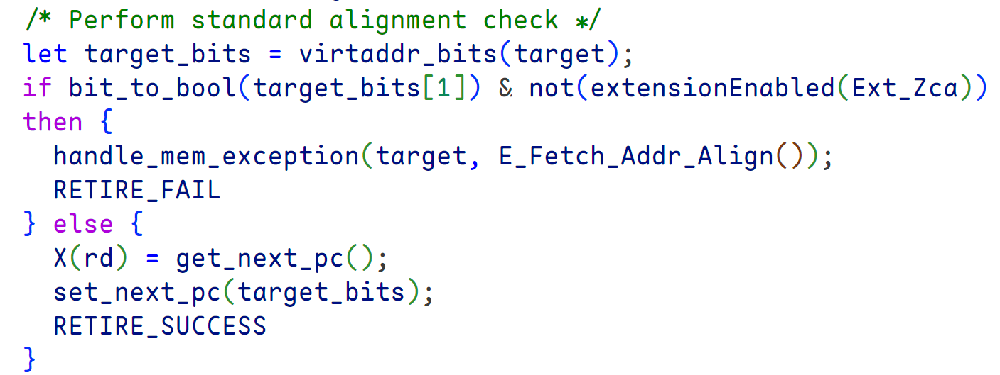 /* Perform standard alignment check */
let target_bits = virtaddr_bits(target);
if bit_to_bool(target_bits[1]) & not(extensionEnabled(Ext_Zca))
then {
  handle_mem_exception(target, E_Fetch_Addr_Align());
  RETIRE_FAIL
} else {
  X(rd) = get_next_pc();
  set_next_pc(target_bits);
  RETIRE_SUCCESS
}